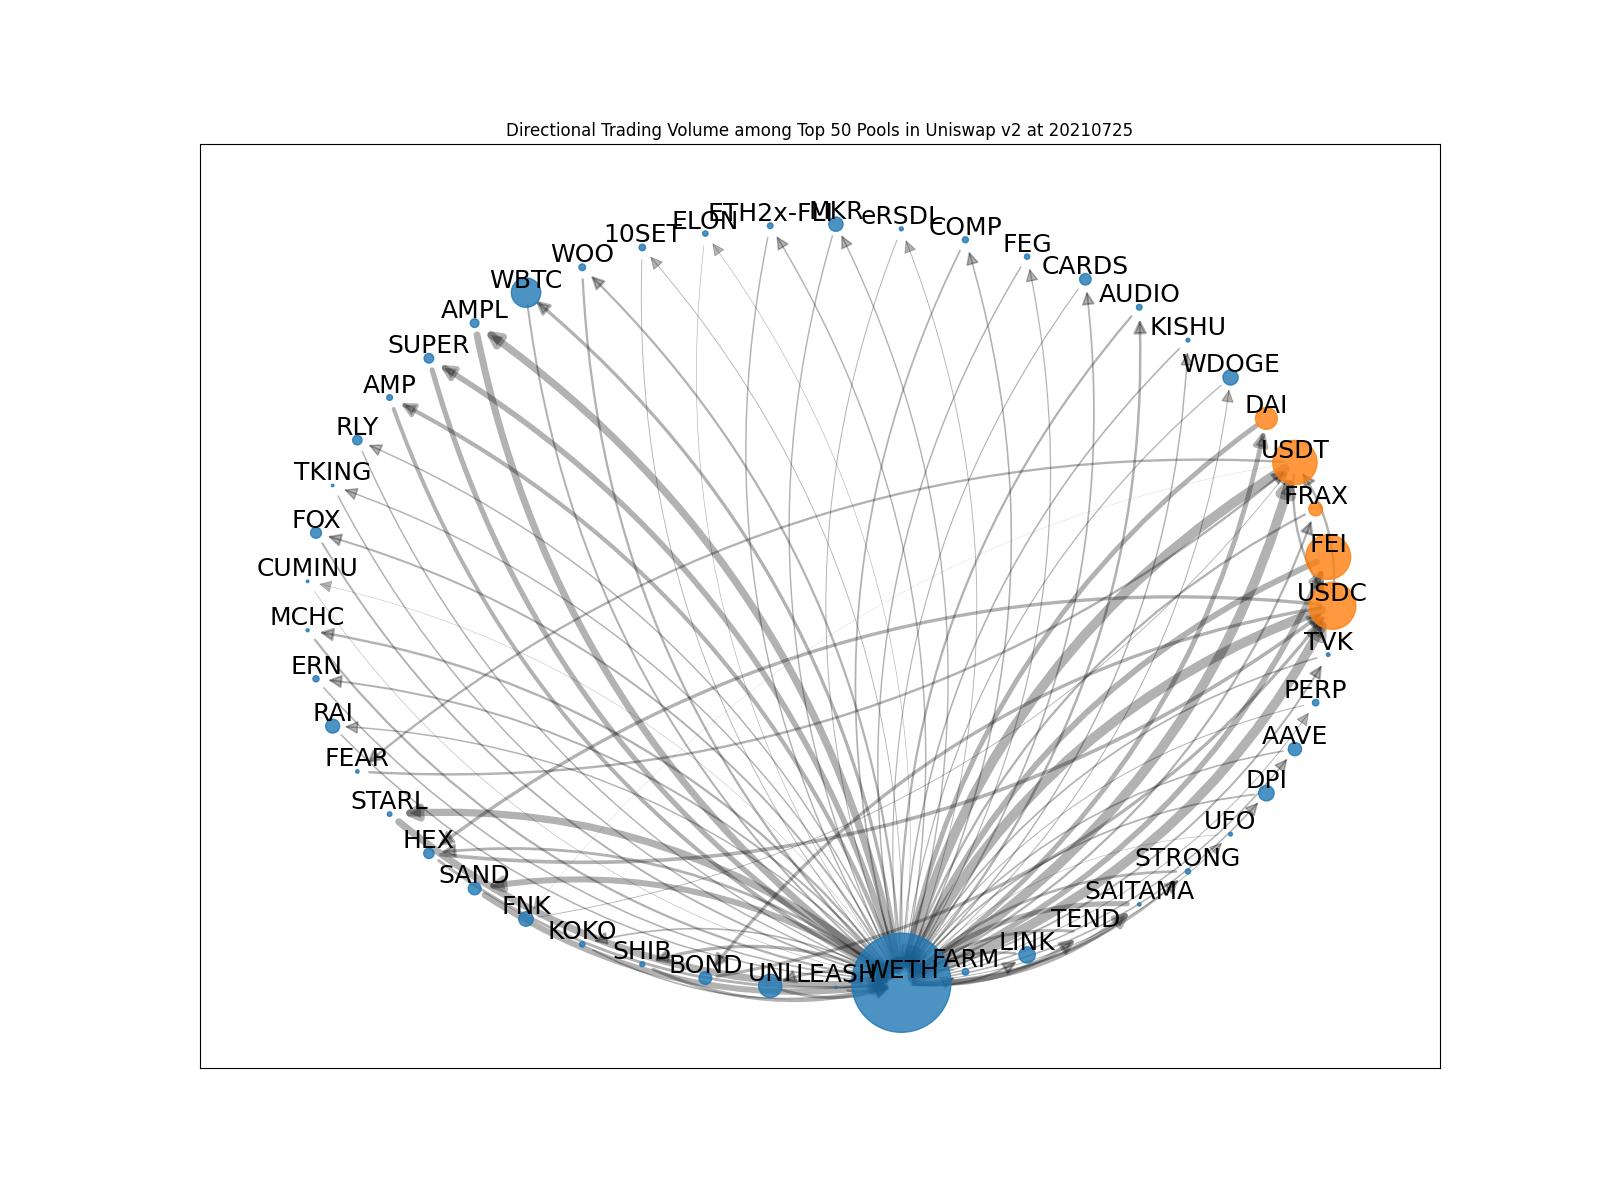 Directional Trading Volume among Top 50 Pools in Uniswap v2 at 20210725
ETH2x-FLI
MKR
eRSDL
ELON
COMP
10SET
FEG
WOO
CARDS
WBTC
AUDIO
AMPL
KISHU
SUPER
WDOGE
AMP
DAI
RLY
USDT
TKING
FRAX
FOX
FEI
CUMINU
USDC
MCHC
TVK
ERN
PERP
RAI
AAVE
FEAR
DPI
STARL
UFO
HEX
STRONG
SAND
SAITAMA
FNK
TEND
KOKO
LINK
SHIB
FARM
BOND
UNI
LEASH
WETH